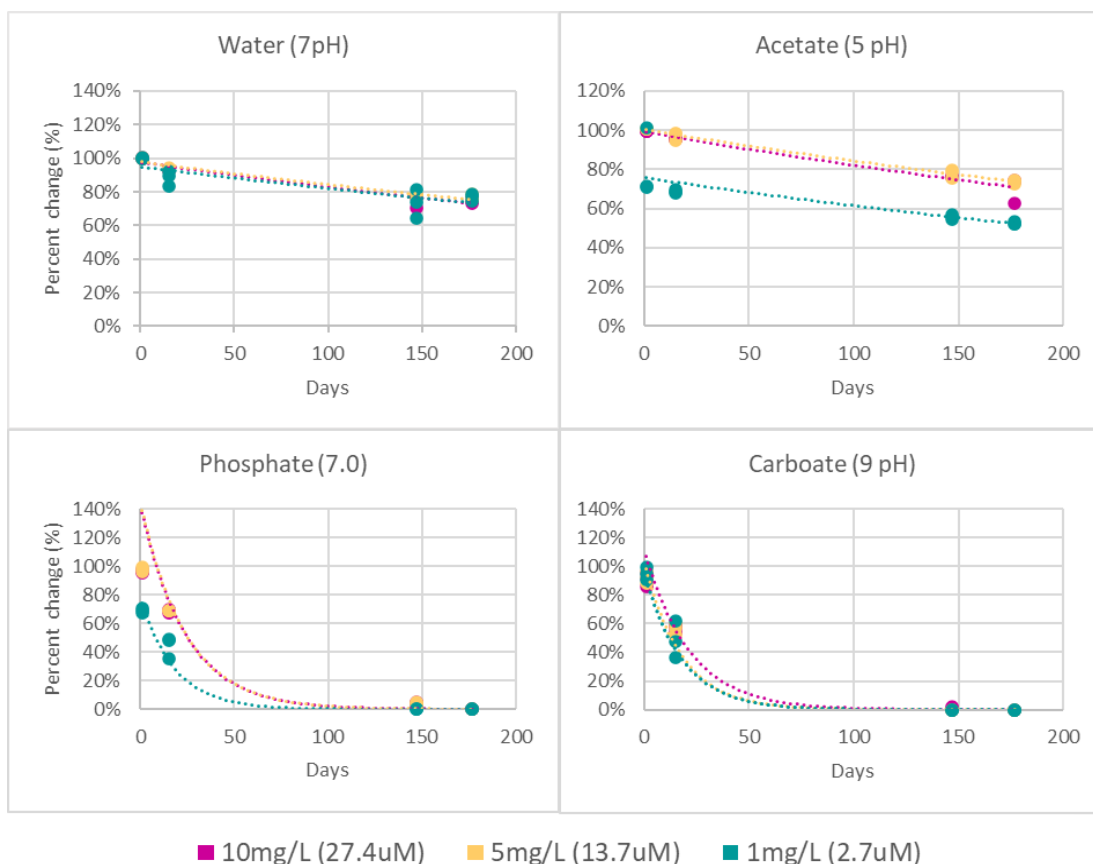 Water (7pH)
Percent change (%)
140%
120%
100%
80%
60%
40%
20%
0%
0 50 100 150 200
Days
Acetate (5 pH)
120%
100%
80%
60%
40%
20%
0%
0 50 100 150 200
Days
Phosphate (7.0)
Percent change (%)
140%
120%
100%
80%
60%
40%
20%
0%
0 50 100 150 200
Days
Carboate (9 pH)
140%
120%
100%
80%
60%
40%
20%
0%
0 50 100 150 200
Days
10mg/L (27.4uM) 5mg/L (13.7uM) 1mg/L (2.7uM)